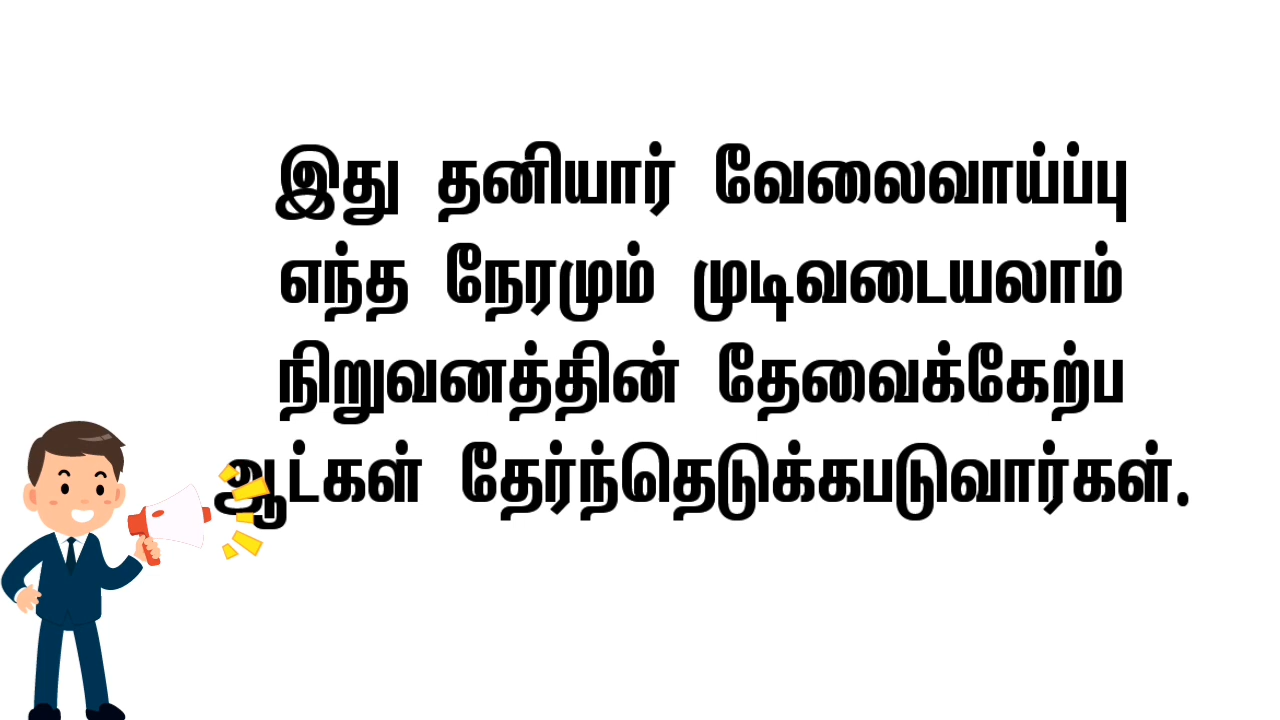 இது தனியார் வேலைவாய்ப்பு
எந்த நேரமும் முடிவடையலாம்
நிறுவனத்தின் தேவைக்கேற்ப
ஆட்கள் தேர்ந்தெடுக்கபடுவார்கள்.